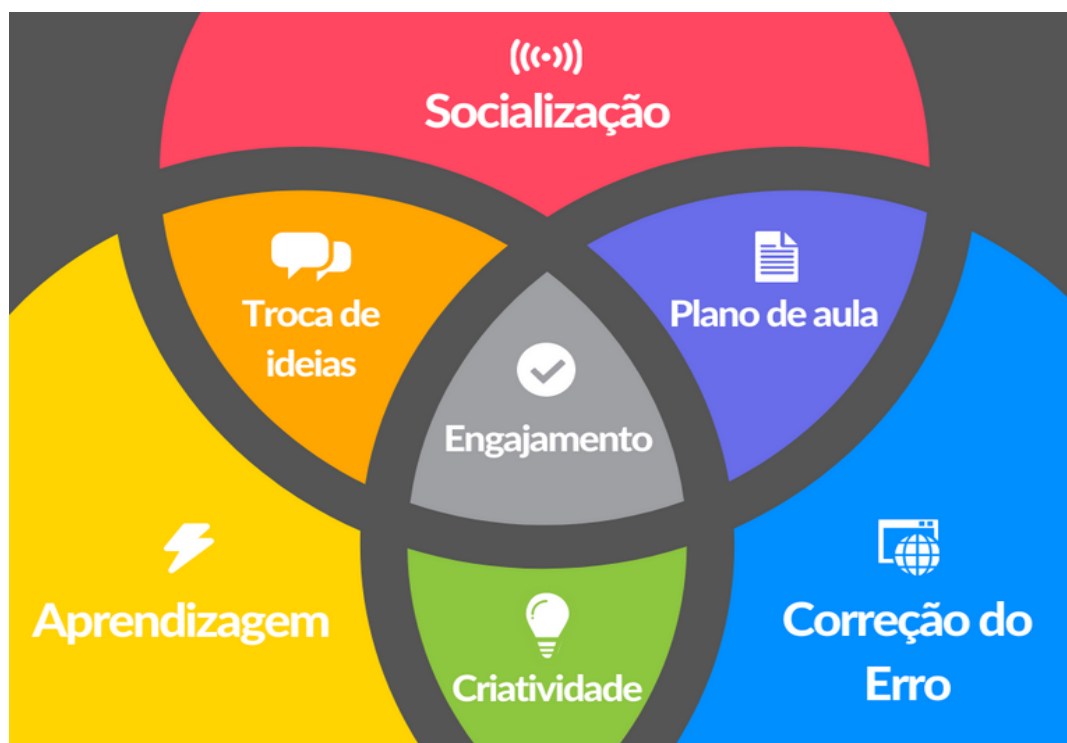 Socialização
Troca de
ideias
Plano de aula
Engajamento
Aprendizagem
Correção do
Erro
Criatividade